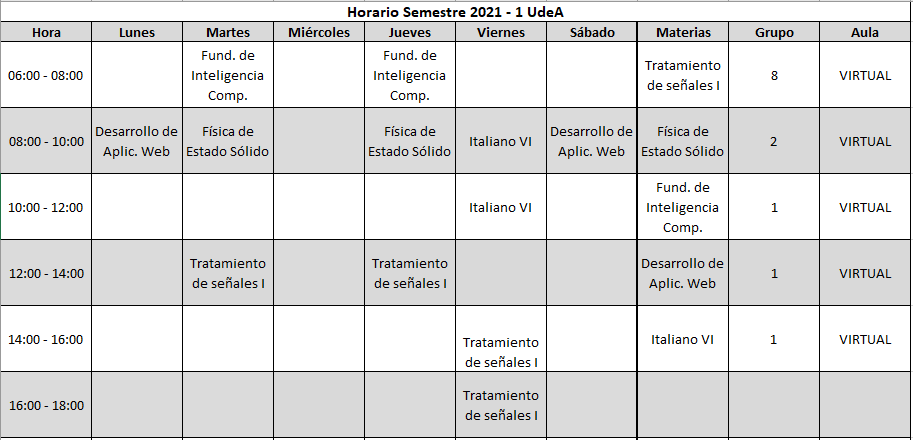 Horario Semestre 2021 - 1 UdeA
Hora Lunes Martes Miércoles Jueves Viernes Sábado Materias Grupo Aula
06:00 - 08:00
Fund. de
Inteligencia
Comp.
Fund. de
Inteligencia
Comp.
Tratamiento
de señales I
8
VIRTUAL
08:00 - 10:00
Desarrollo de
Aplic. Web
Física de
Estado Sólido
Física de
Estado Sólido
Italiano VI
Desarrollo de
Aplic. Web
Física de
Estado Sólido
2
VIRTUAL
10:00 - 12:00
Italiano VI
Fund. de
Inteligencia
Comp.
1
VIRTUAL
12:00 - 14:00
Tratamiento
de señales I
Tratamiento
de señales I
Desarrollo de
Aplic. Web
1
VIRTUAL
14:00 - 16:00
Tratamiento
de señales I
Italiano VI
1
VIRTUAL
16:00 - 18:00
Tratamiento
de señales I